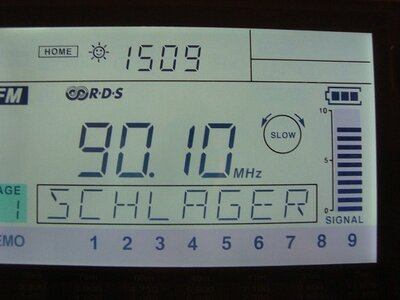 HOME 1509
FM R·D·S
10
90.10 MHz
SLOW
5
AGE
1
SCHLAGER
0
SIGNAL
EMO 1 2 3 4 5 6 7 8 9